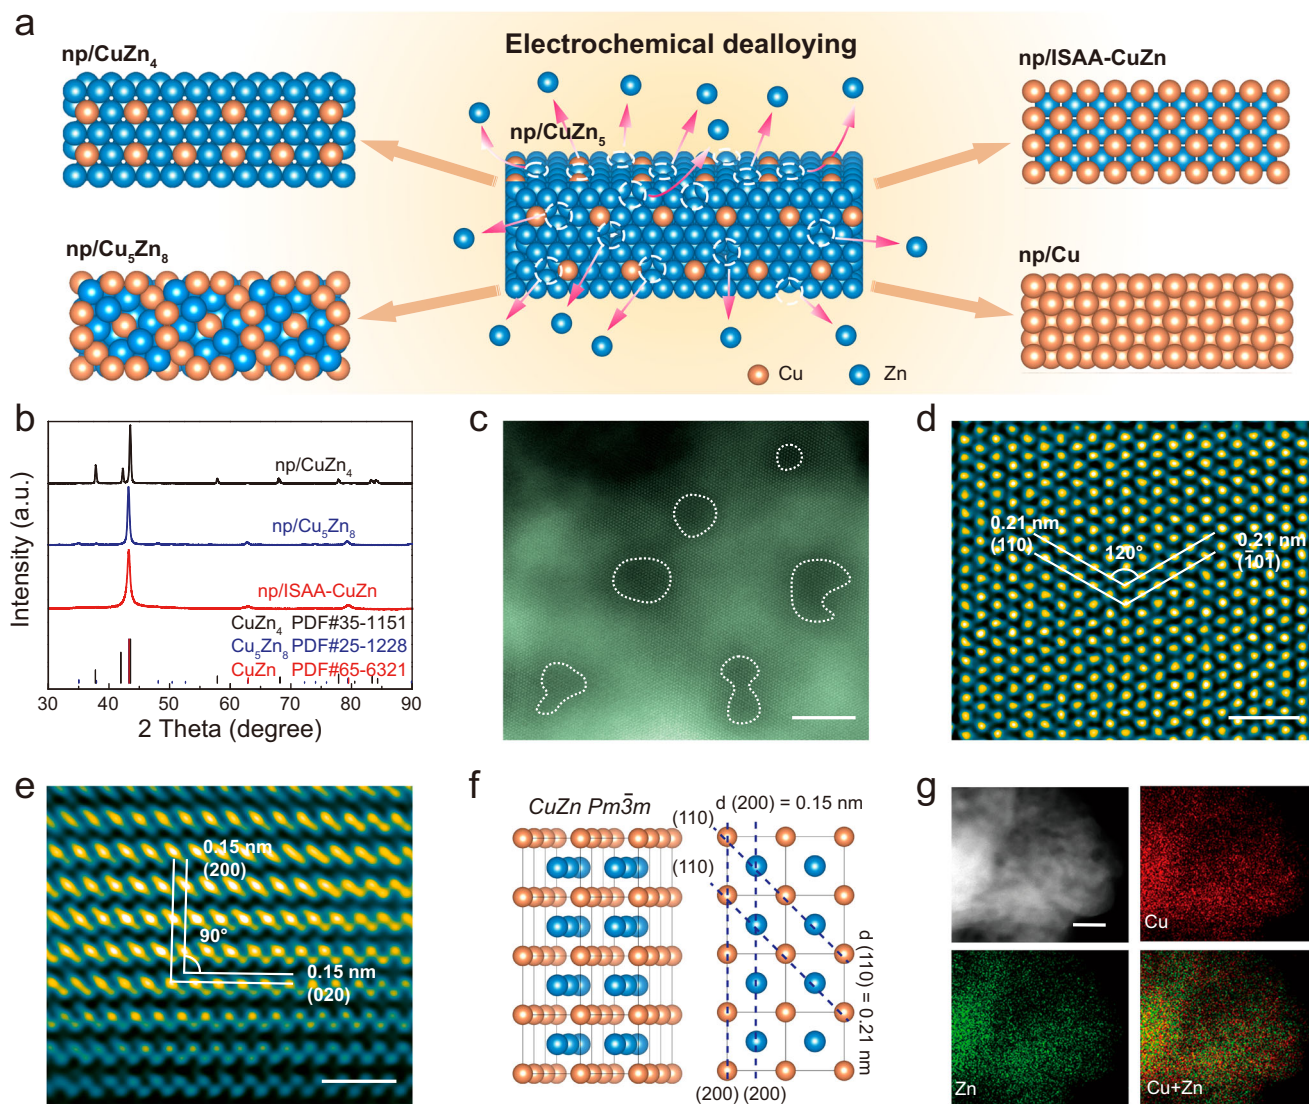 a
Electrochemical dealloying
np/CuZn₄
np/ISAA-CuZn
np/CuZn₅
np/Cu₅Zn₈
np/Cu
Cu
Zn
b
Intensity (a.u.)
np/CuZn₄
np/Cu₅Zn₈
np/ISAA-CuZn
CuZn₄ PDF#35-1151
Cu₅Zn₈ PDF#25-1228
CuZn PDF#65-6321
30 40 50 60 70 80 90
2 Theta (degree)
c
d
0.21 nm
(110)
120°
0.21 nm
(1̅01̅)
e
0.15 nm
(200)
90°
0.15 nm
(020)
f
CuZn Pm3̅m
d (200) = 0.15 nm
(110)
(110)
d (110) = 0.21 nm
(200) (200)
g
Cu
Zn
Cu+Zn